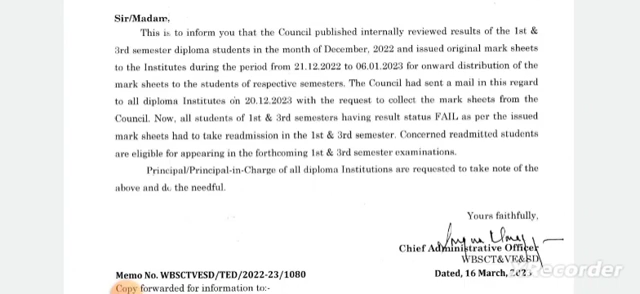 Sir/Madam,
This is to inform you that the Council published internally reviewed results of the 1st &
3rd semester diploma students in the month of December, 2022 and issued original mark sheets
to the Institutes during the period from 21.12.2022 to 06.01.2023 for onward distribution of the
mark sheets to the students of respective semesters. The Council had sent a mail in this regard
to all diploma Institutes on 20.12.2023 with the request to collect the mark sheets from the
Council. Now, all students of 1st & 3rd semesters having result status FAIL as per the issued
mark sheets had to take readmission in the 1st & 3rd semester. Concerned readmitted students
are eligible for appearing in the forthcoming 1st & 3rd semester examinations.
Principal/Principal-in-Charge of all diploma Institutions are requested to take note of the
above and do the needful.
Yours faithfully,
Chief Administrative Officer
WBSCT&VE&SD
Memo No. WBSCTVESD/TED/2022-23/1080
Dated, 16 March,
Recorder
Copy forwarded for information to:-